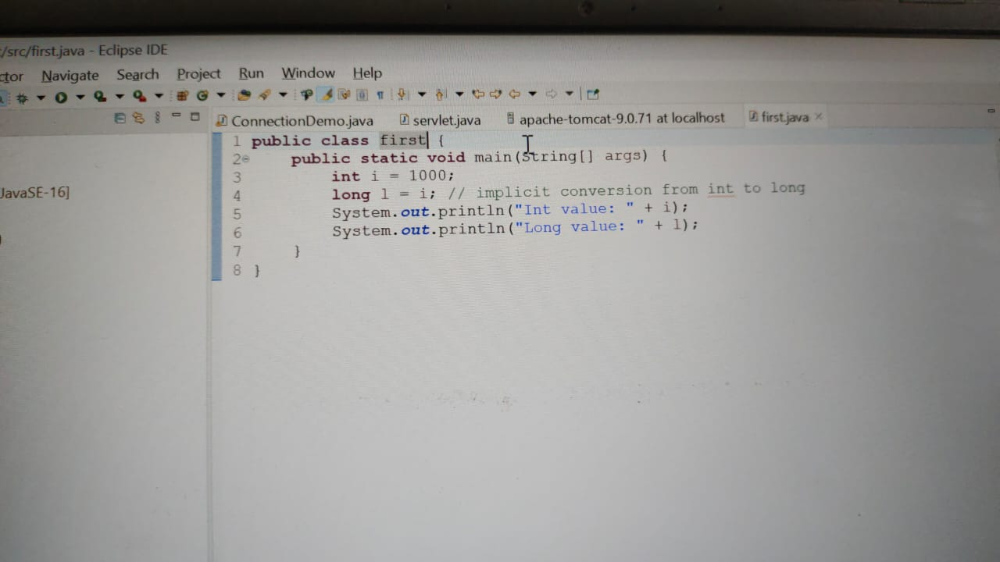 /src/first.java - Eclipse IDE
ctor Navigate Search Project Run Window Help
ConnectionDemo.java servlet.java apache-tomcat-9.0.71 at localhost first.java
1 public class first {
2 public static void main(String[] args) {
JavaSE-16]
3 int i = 1000;
4 long l = i; // implicit conversion from int to long
5 System.out.println("Int value: " + i);
6 System.out.println("Long value: " + l);
7 }
8 }